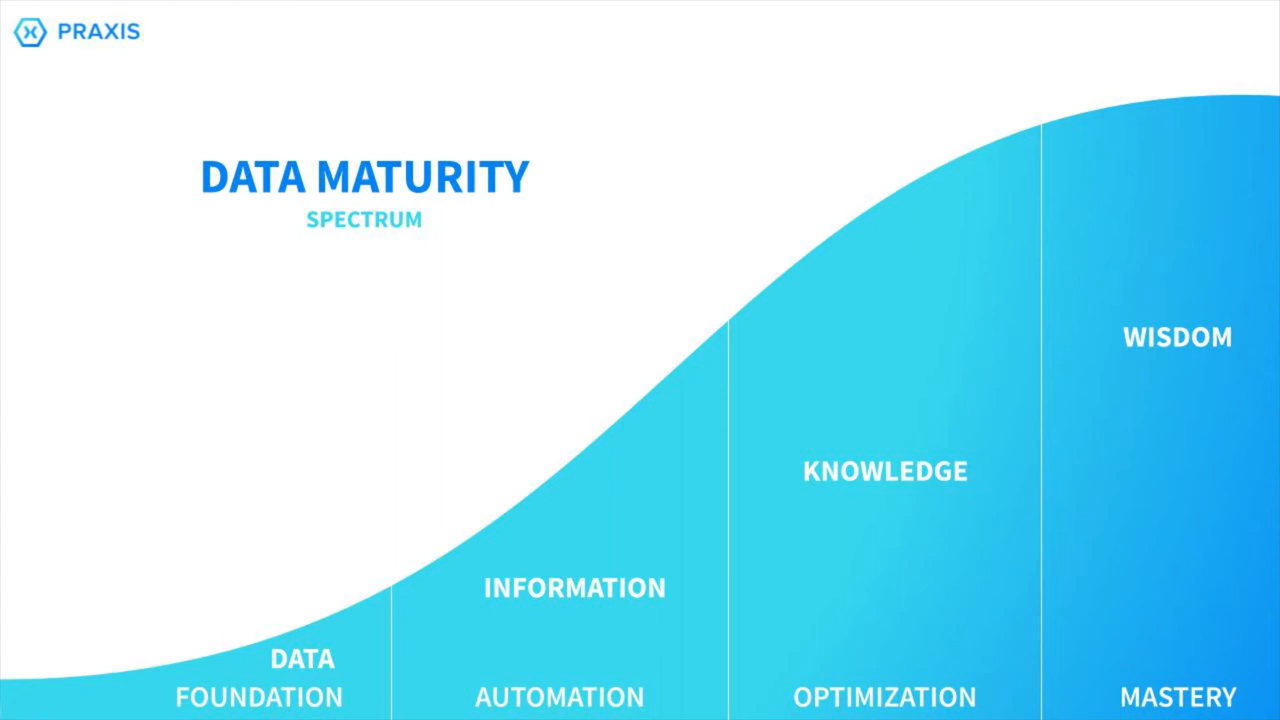 PRAXIS
DATA MATURITY
SPECTRUM
WISDOM
KNOWLEDGE
INFORMATION
DATA
FOUNDATION
AUTOMATION
OPTIMIZATION
MASTERY